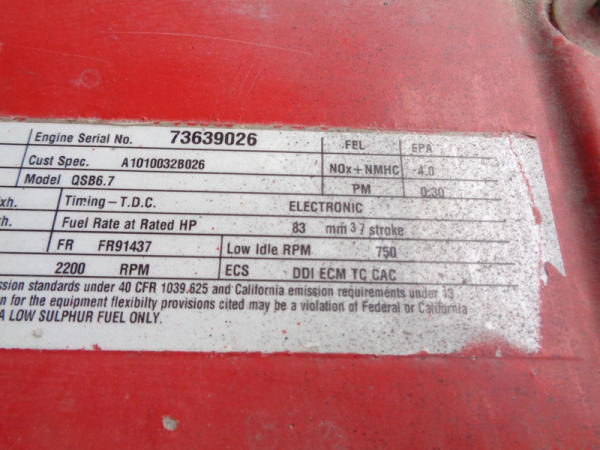 Engine Serial No. 73639026 FEL EPA
Cust Spec. A1010032B026 NOx+NMHC 4.0
Model QSB6.7 PM 0.30
xh. Timing - T.D.C. ELECTRONIC
h. Fuel Rate at Rated HP 83 mm 3 / stroke
FR FR91437 Low Idle RPM 750
2200 RPM ECS DDI ECM TC CAC
ssion standards under 40 CFR 1039.625 and California emission requirements under 13
n for the equipment flexibilty provisions cited may be a violation of Federal or California
A LOW SULPHUR FUEL ONLY.